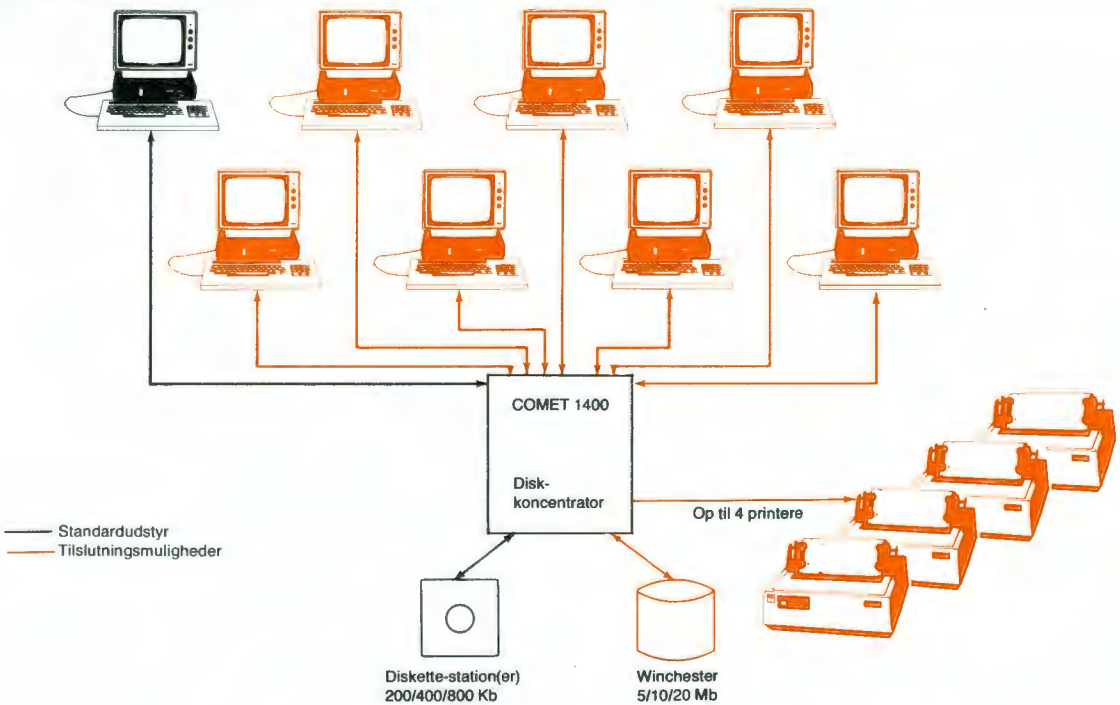 COMET 1400
Disk-
koncentrator
Op til 4 printere
Standardudstyr
Tilslutningsmuligheder
Diskette-station(er)
200/400/800 Kb
Winchester
5/10/20 Mb